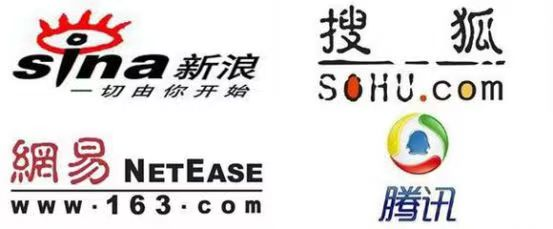 sina新浪
一切由你开始
搜狐
SOHU.com
網易 NETEASE
www.163.com
腾讯